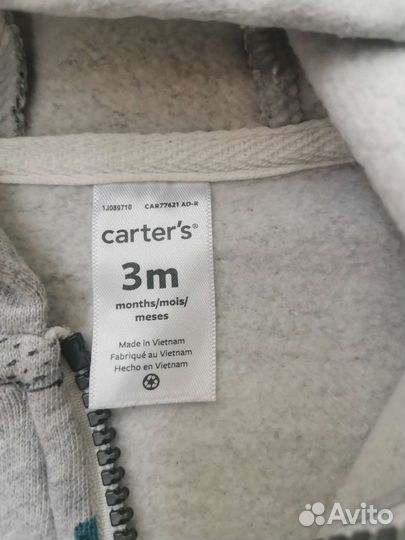 1J089710 CAR77621 AD-R
carter's®
3m
months/mois/
meses
Made in Vietnam
Fabriqué au Vietnam
Hecho en Vietnam
Avito